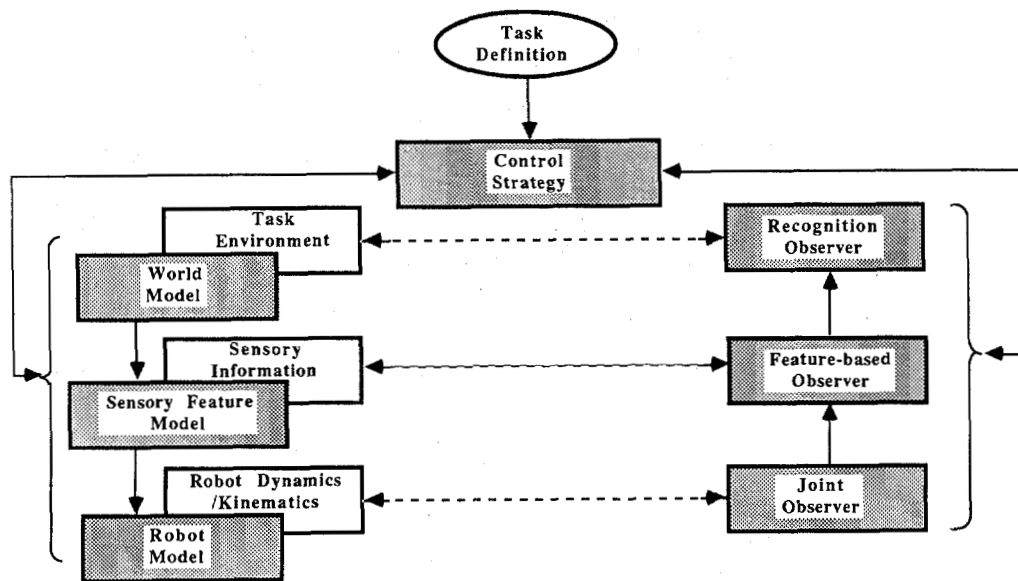 Task
Definition
Control
Strategy
Task
Environment
Recognition
Observer
World
Model
Sensory
Information
Feature-based
Observer
Sensory Feature
Model
Robot Dynamics
/Kinematics
Joint
Observer
Robot
Model